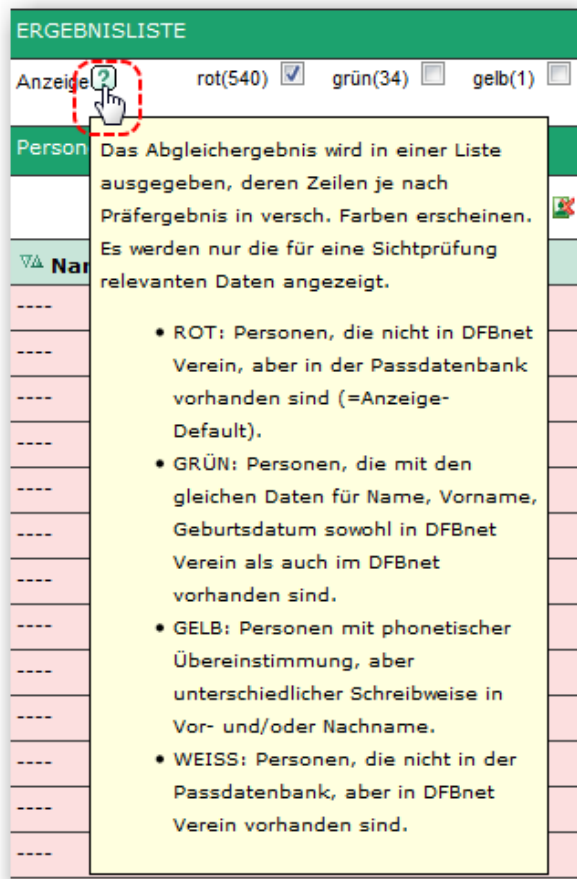 ERGEBNISLISTE
Anzeige ? rot(540) grün(34) gelb(1)
Person
Das Abgleichergebnis wird in einer Liste
ausgegeben, deren Zeilen je nach
Präfergebnis in versch. Farben erscheinen.
Es werden nur die für eine Sichtprüfung
relevanten Daten angezeigt.
• ROT: Personen, die nicht in DFBnet
Verein, aber in der Passdatenbank
vorhanden sind (=Anzeige-
Default).
• GRÜN: Personen, die mit den
gleichen Daten für Name, Vorname,
Geburtsdatum sowohl in DFBnet
Verein als auch im DFBnet
vorhanden sind.
• GELB: Personen mit phonetischer
Übereinstimmung, aber
unterschiedlicher Schreibweise in
Vor- und/oder Nachname.
• WEISS: Personen, die nicht in der
Passdatenbank, aber in DFBnet
Verein vorhanden sind.
Nar
----
----
----
----
----
----
----
----
----
----
----
----
----